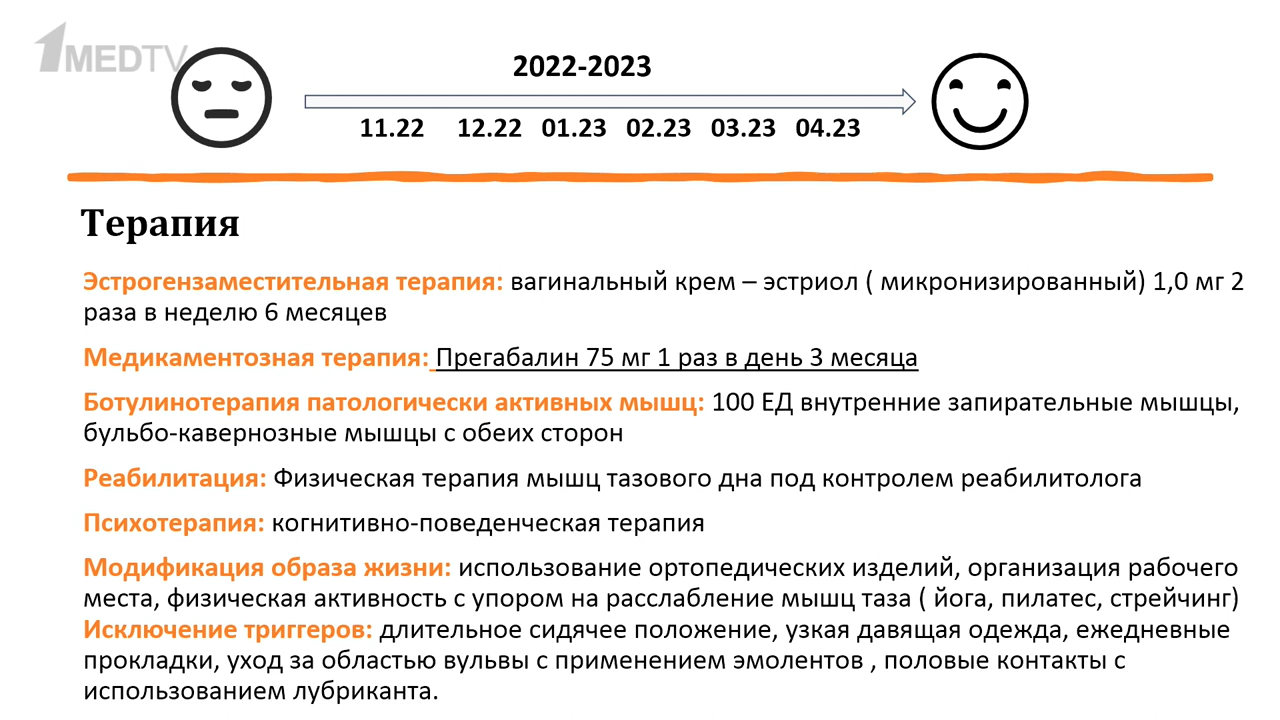 1MEDTV
2022-2023
11.22 12.22 01.23 02.23 03.23 04.23
Терапия
Эстрогензаместительная терапия: вагинальный крем – эстриол ( микронизированный) 1,0 мг 2
раза в неделю 6 месяцев
Медикаментозная терапия: Прегабалин 75 мг 1 раз в день 3 месяца
Ботулинотерапия патологически активных мышц: 100 ЕД внутренние запирательные мышцы,
бульбо-кавернозные мышцы с обеих сторон
Реабилитация: Физическая терапия мышц тазового дна под контролем реабилитолога
Психотерапия: когнитивно-поведенческая терапия
Модификация образа жизни: использование ортопедических изделий, организация рабочего
места, физическая активность с упором на расслабление мышц таза ( йога, пилатес, стрейчинг)
Исключение триггеров: длительное сидячее положение, узкая давящая одежда, ежедневные
прокладки, уход за областью вульвы с применением эмолентов , половые контакты с
использованием лубриканта.